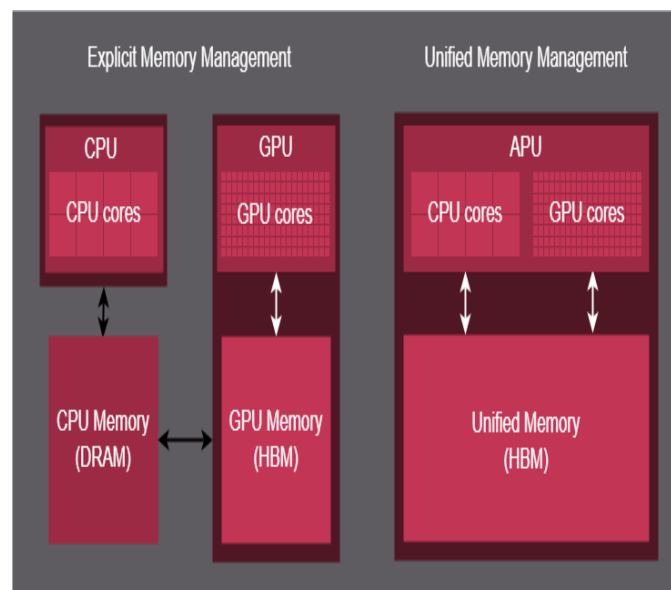 Explicit Memory Management
CPU
CPU cores
CPU Memory
(DRAM)
GPU
GPU cores
GPU Memory
(HBM)
Unified Memory Management
APU
CPU cores
GPU cores
Unified Memory
(HBM)